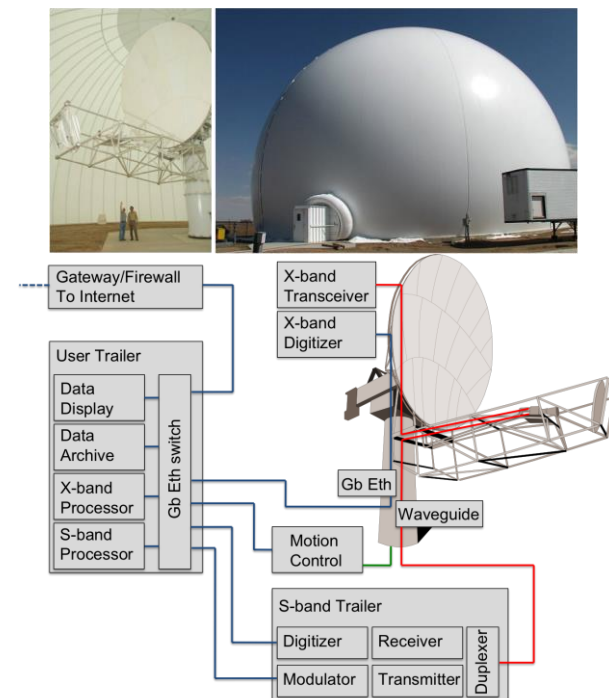 Gateway/Firewall
To Internet
X-band
Transceiver
X-band
Digitizer
User Trailer
Data
Display
Data
Archive
X-band
Processor
S-band
Processor
Gb Eth switch
Gb Eth
Waveguide
Motion
Control
S-band Trailer
Digitizer
Receiver
Modulator
Transmitter
Duplexer